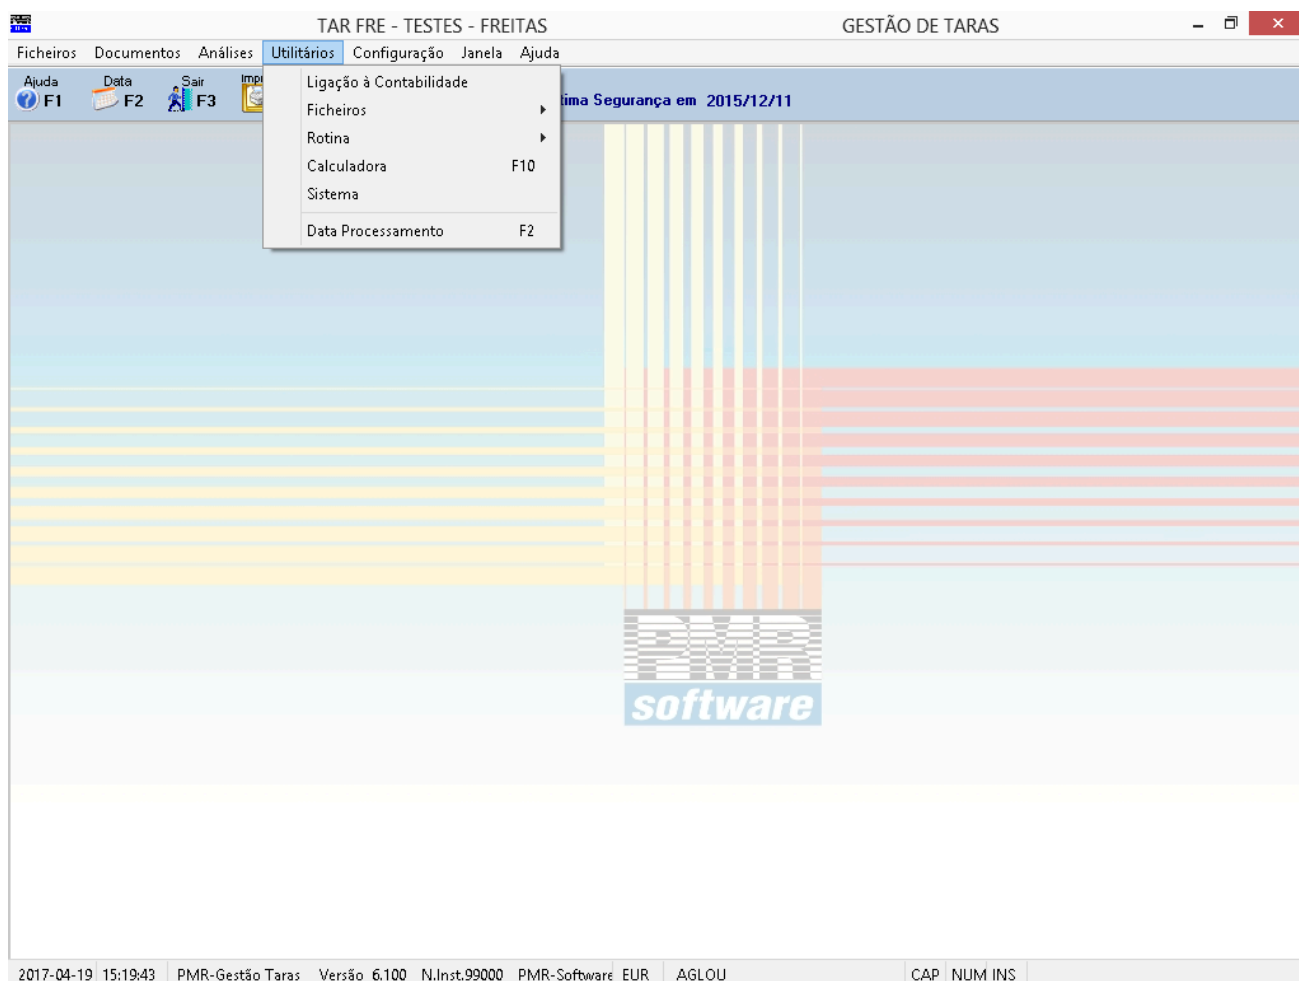 TAR FRE - TESTES - FREITAS GESTÃO DE TARAS
Ficheiros Documentos Análises Utilitários Configuração Janela Ajuda
Ajuda F1 Data F2 Sair F3
tima Segurança em 2015/12/11
Ligação à Contabilidade
Ficheiros
Rotina
Calculadora F10
Sistema
Data Processamento F2
PMR
software
2017-04-19 15:19:43 PMR-Gestão Taras Versão 6.100 N.Inst.99000 PMR-Software EUR AGLOU CAP NUM INS